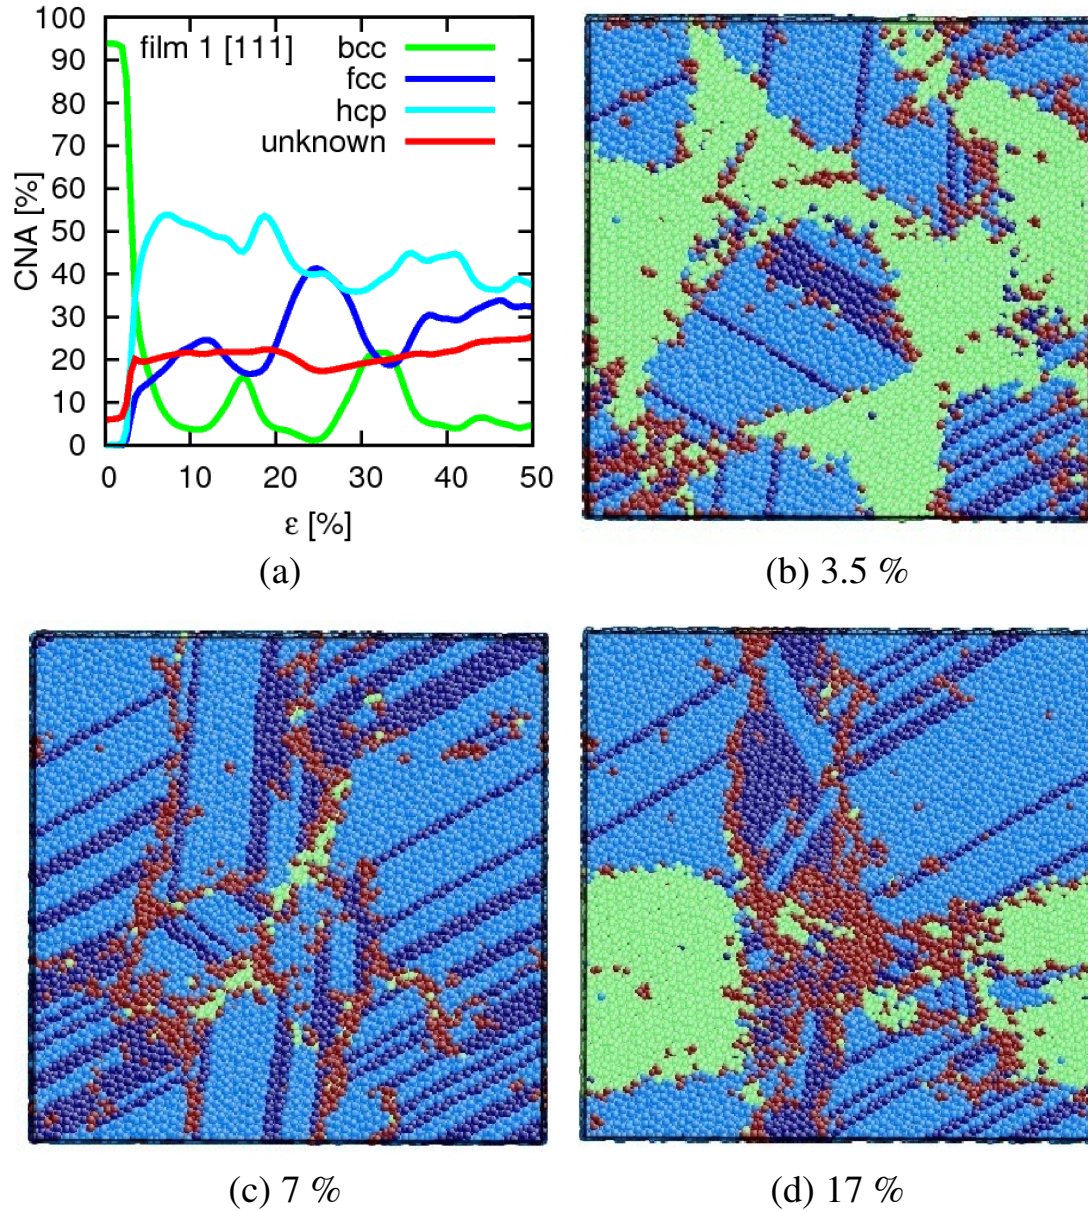 100
90
80
70
60
50
40
30
20
10
0
CNA [%]
film 1 [111]
bcc
fcc
hcp
unknown
0 10 20 30 40 50
ε [%]
(a)
(b) 3.5 %
(c) 7 %
(d) 17 %